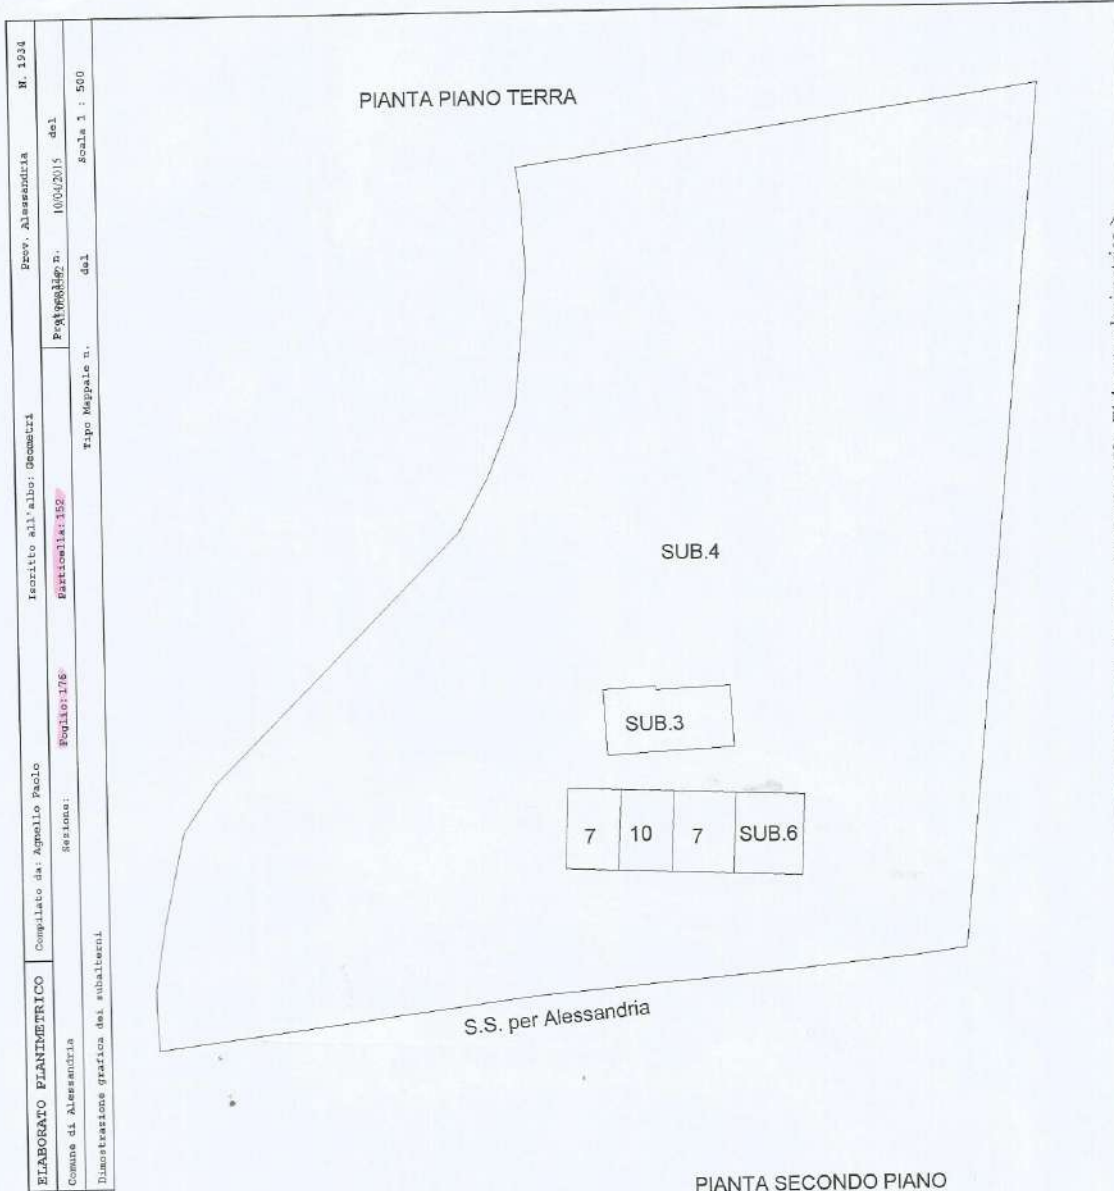 ELABORATO PLANIMETRICO
Compilato da: Agnello Paolo
Iscritto all'albo: Geometri
Prov. Alessandria
N. 1934
Comune di Alessandria
Sezione:
Foglio: 176
Particella: 152
10/04/2015 del
Dimostrazione grafica dei subalterni
Tipo Mappale n.
del
Scala 1 : 500
PIANTA PIANO TERRA
SUB.4
SUB.3
7 10 7 SUB.6
S.S. per Alessandria
PIANTA SECONDO PIANO